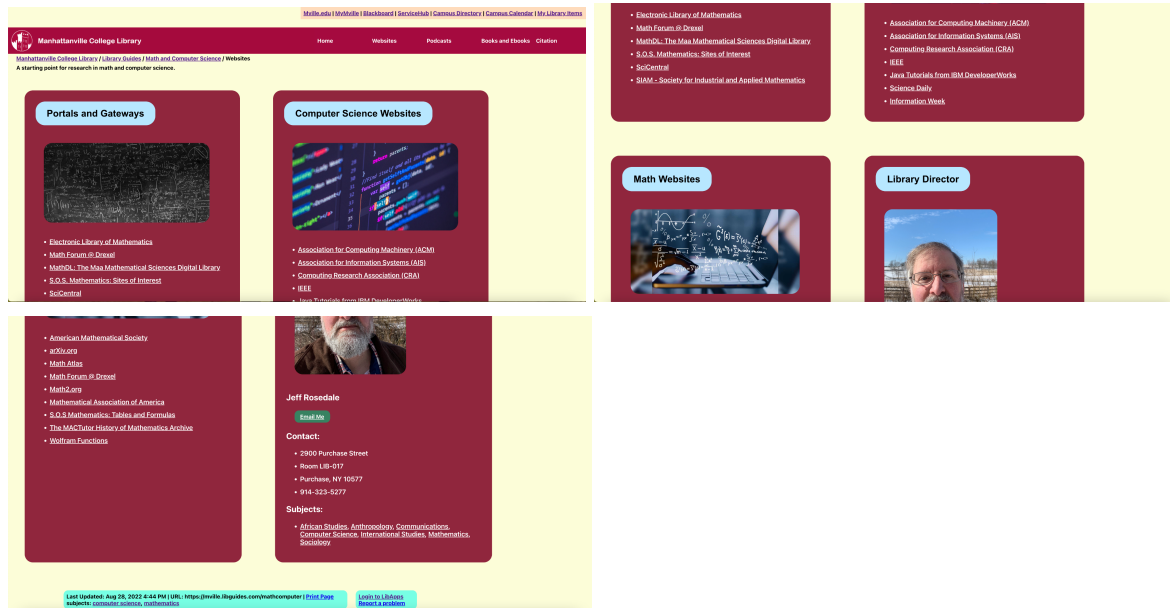 Mville.edu | MyMville | Blackboard | ServiceHub | Campus Directory | Campus Calendar | My Library Items
Manhattanville College Library
Home Websites Podcasts Books and Ebooks Citation
Manhattanville College Library / Library Guides / Math and Computer Science / Websites
A starting point for research in math and computer science.
Portals and Gateways
• Electronic Library of Mathematics
• Math Forum @ Drexel
• MathDL: The Maa Mathematical Sciences Digital Library
• S.O.S. Mathematics: Sites of Interest
• SciCentral
Computer Science Websites
• Association for Computing Machinery (ACM)
• Association for Information Systems (AIS)
• Computing Research Association (CRA)
• IEEE
• Java Tutorials from IBM DeveloperWorks
• Electronic Library of Mathematics
• Math Forum @ Drexel
• MathDL: The Maa Mathematical Sciences Digital Library
• S.O.S. Mathematics: Sites of Interest
• SciCentral
• SIAM - Society for Industrial and Applied Mathematics
• Association for Computing Machinery (ACM)
• Association for Information Systems (AIS)
• Computing Research Association (CRA)
• IEEE
• Java Tutorials from IBM DeveloperWorks
• Science Daily
• Information Week
Math Websites
Library Director
• American Mathematical Society
• arXiv.org
• Math Atlas
• Math Forum @ Drexel
• Math2.org
• Mathematical Association of America
• S.O.S Mathematics: Tables and Formulas
• The MACTutor History of Mathematics Archive
• Wolfram Functions
Jeff Rosedale
Email Me
Contact:
• 2900 Purchase Street
• Room LIB-017
• Purchase, NY 10577
• 914-323-5277
Subjects:
• African Studies, Anthropology, Communications,
Computer Science, International Studies, Mathematics,
Sociology
Last Updated: Aug 28, 2022 4:44 PM | URL: https://mville.libguides.com/mathcomputer | Print Page
subjects: computer science, mathematics
Login to LibApps
Report a problem